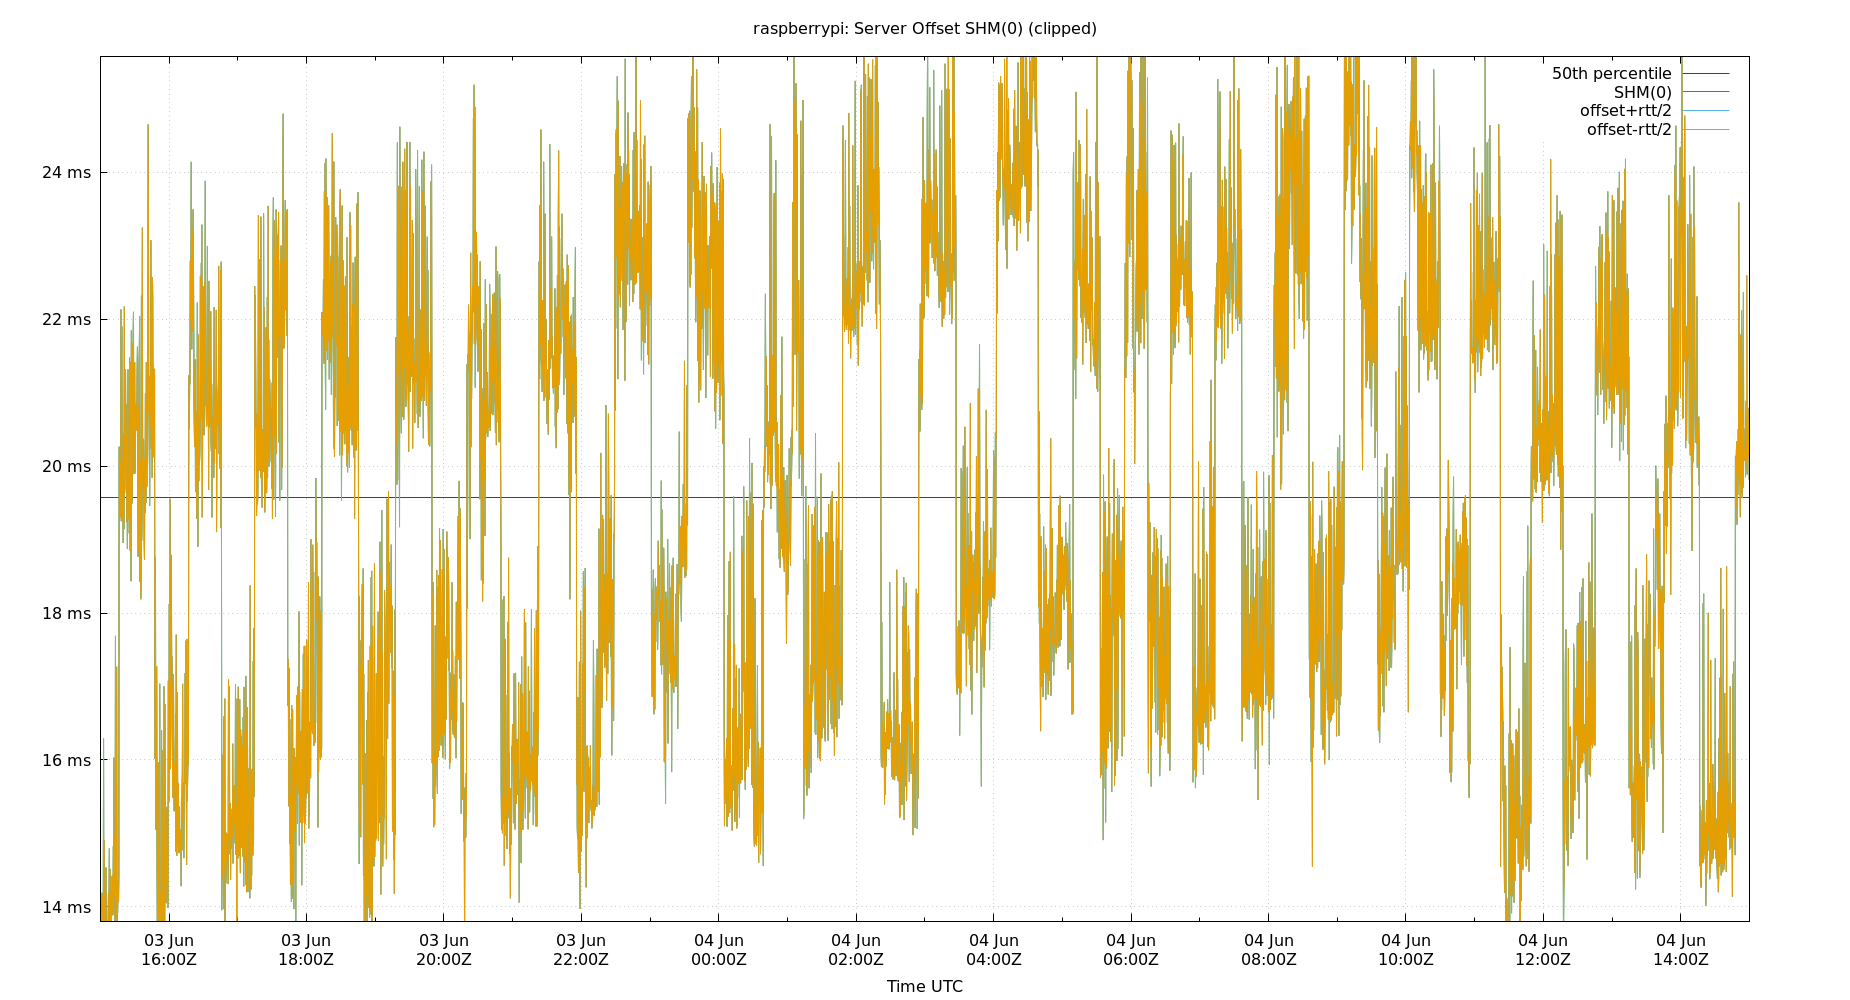 raspberrypi: Server Offset SHM(0) (clipped)
50th percentile
SHM(0)
offset+rtt/2
offset-rtt/2
24 ms
22 ms
20 ms
18 ms
16 ms
14 ms
03 Jun 03 Jun 03 Jun 03 Jun 04 Jun 04 Jun 04 Jun 04 Jun 04 Jun 04 Jun 04 Jun 04 Jun
16:00Z 18:00Z 20:00Z 22:00Z 00:00Z 02:00Z 04:00Z 06:00Z 08:00Z 10:00Z 12:00Z 14:00Z
Time UTC